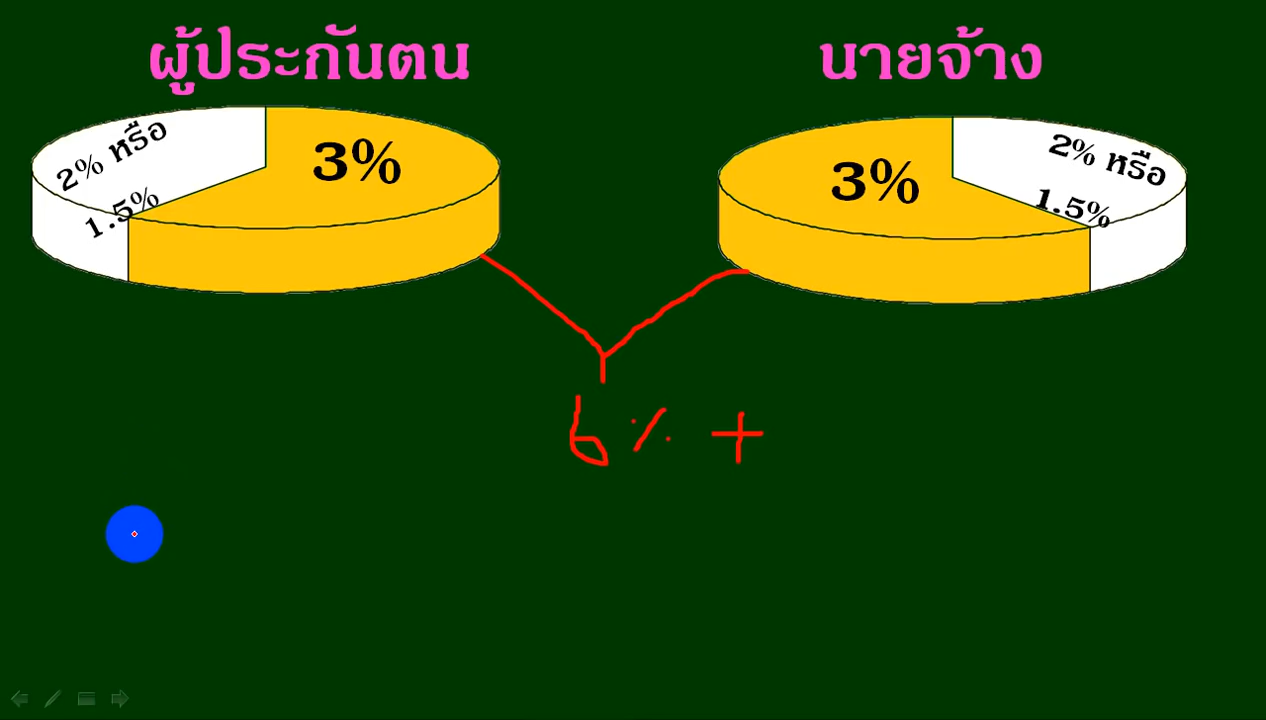 ผู้ประกันตน
นายจ้าง
2% หรือ
1.5%
3%
3%
2% หรือ
1.5%
6% +